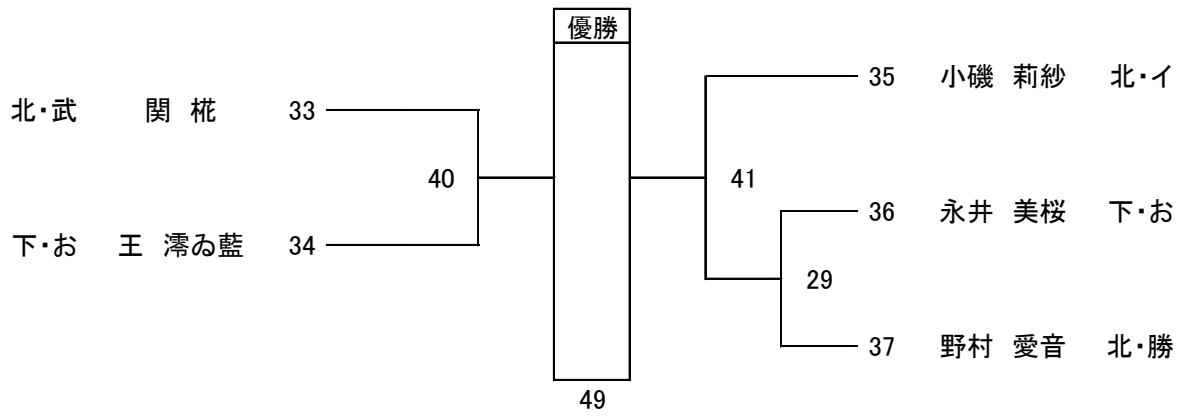 優勝
北・武 関 椛 33
40
下・お 王 澪ゐ藍 34
35 小磯 莉紗 北・イ
41
36 永井 美桜 下・お
29
37 野村 愛音 北・勝
49